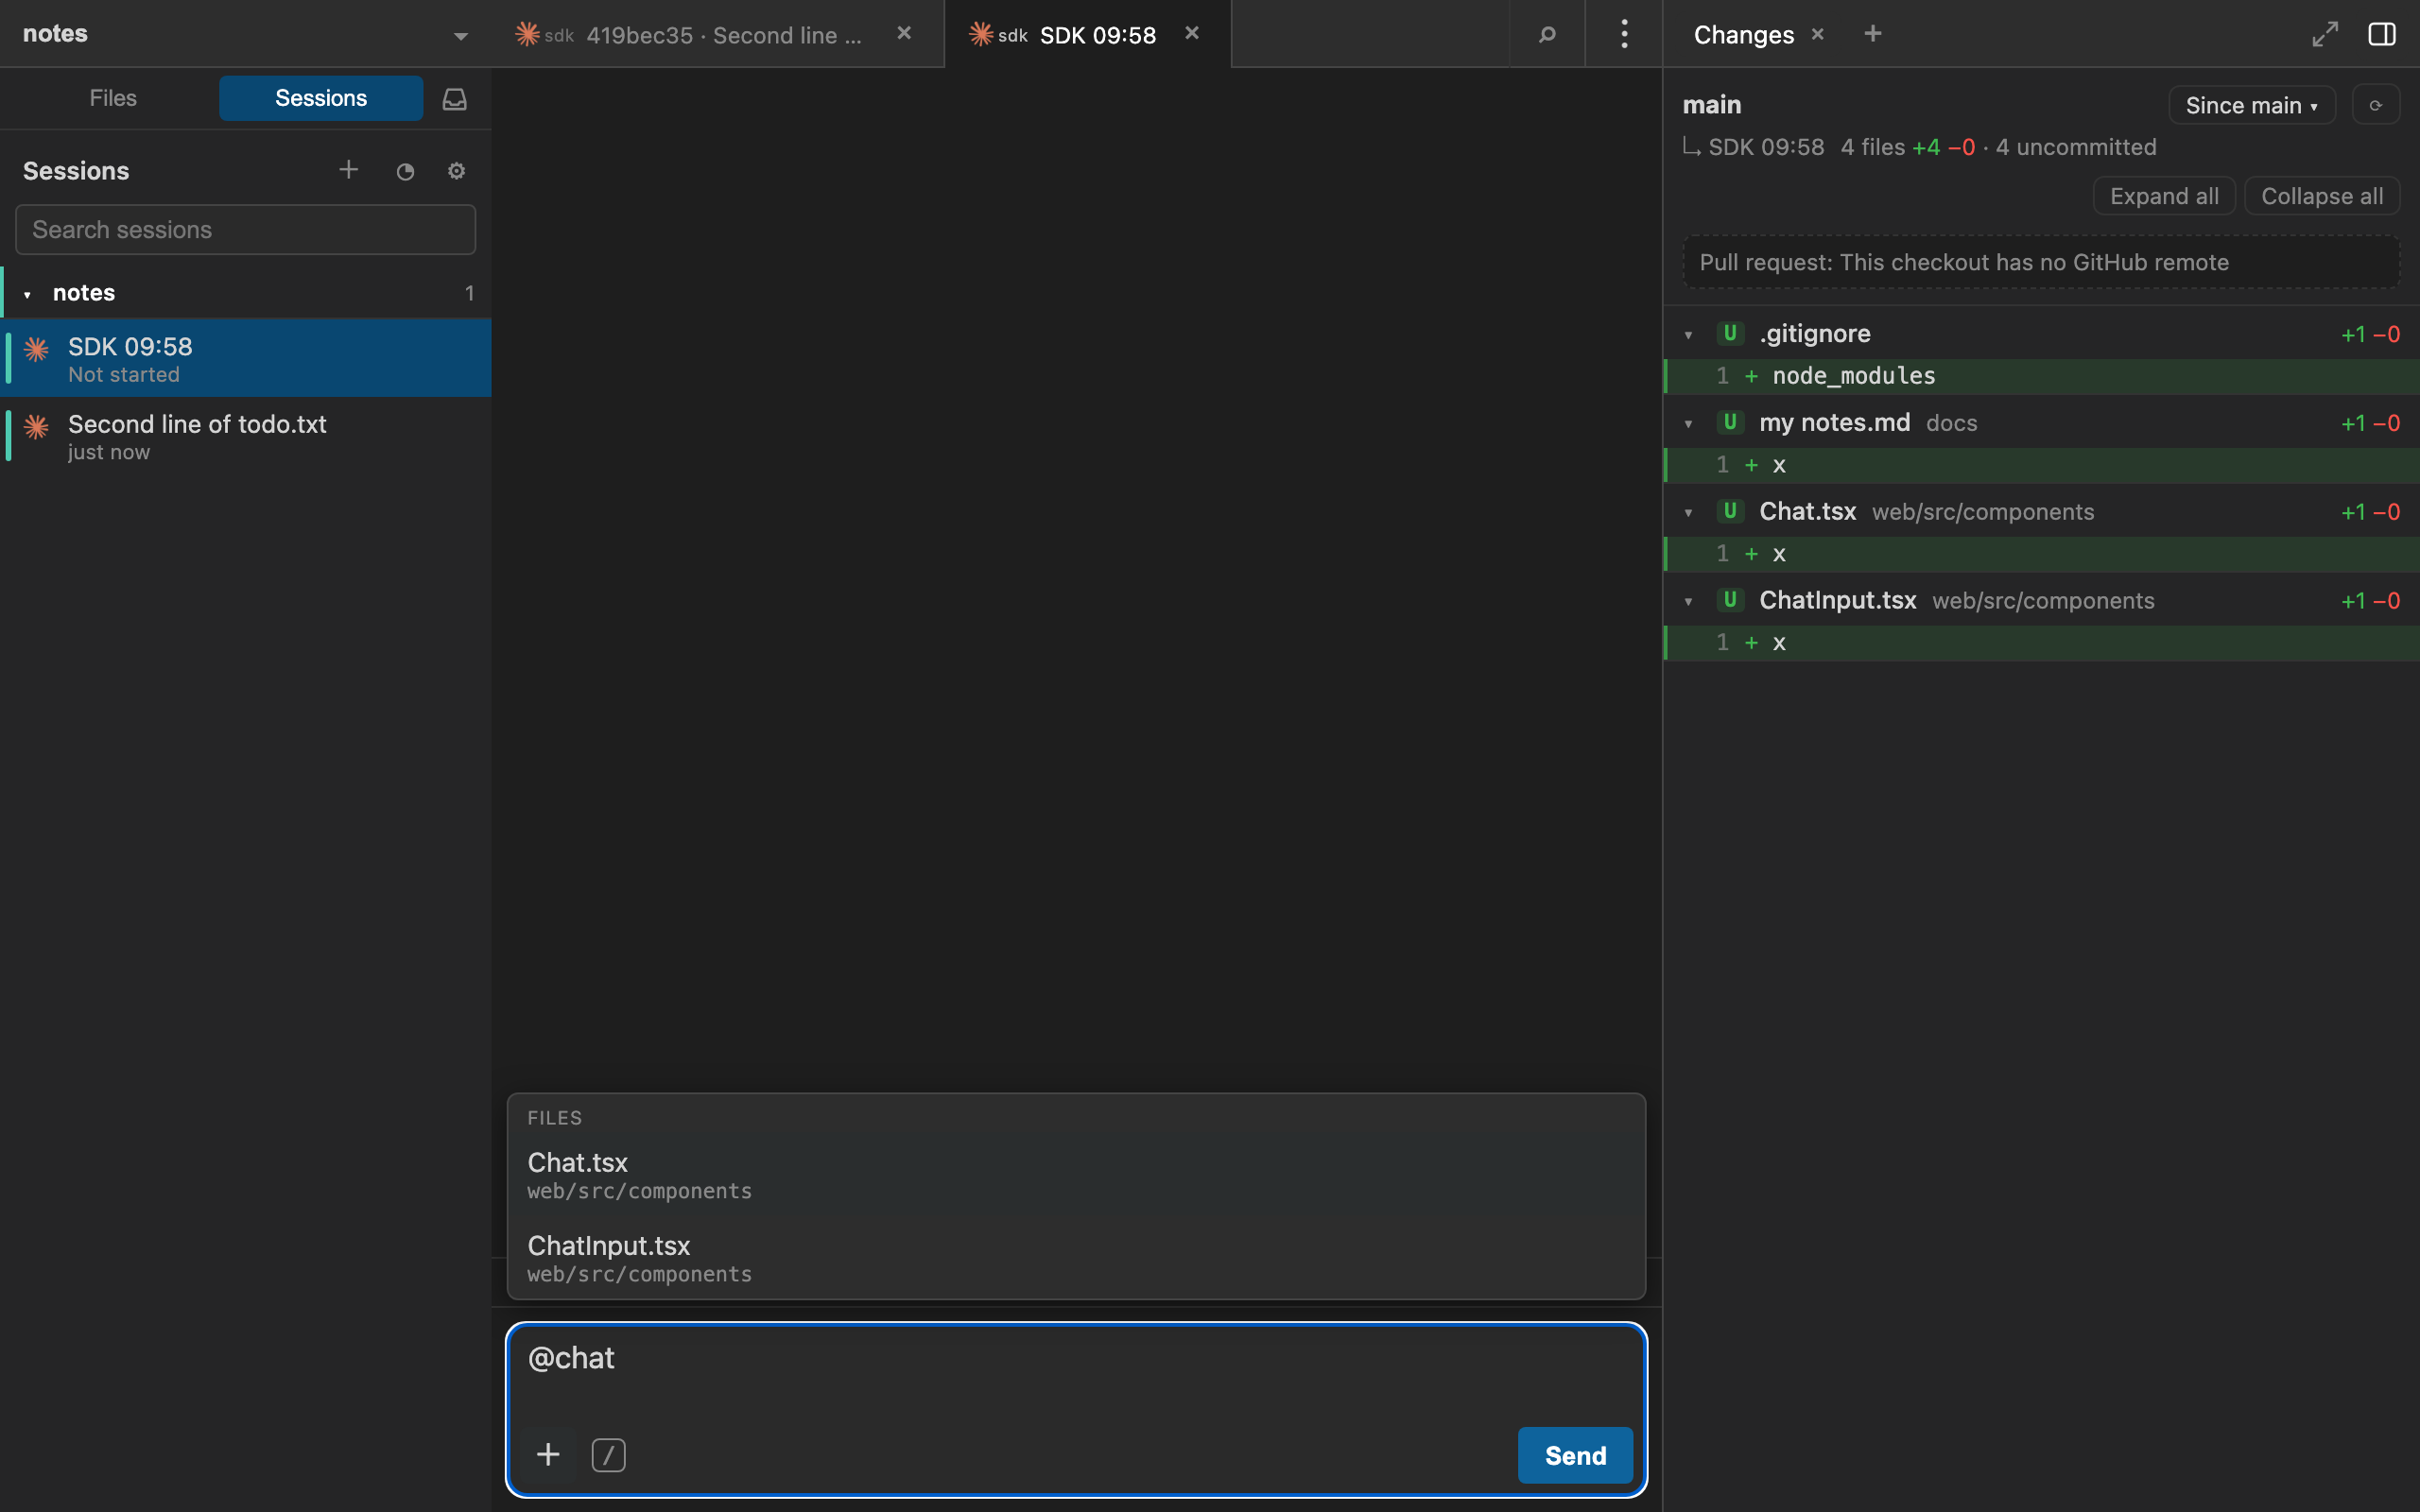 notes
sdk 419bec35 · Second line ...
sdk SDK 09:58
Changes
Files
Sessions
Sessions
Search sessions
notes 1
SDK 09:58
Not started
Second line of todo.txt
just now
FILES
Chat.tsx
web/src/components
ChatInput.tsx
web/src/components
@chat
/
Send
main
Since main
SDK 09:58 4 files +4 −0 · 4 uncommitted
Expand all
Collapse all
Pull request: This checkout has no GitHub remote
U .gitignore +1 −0
1 + node_modules
U my notes.md docs +1 −0
1 + x
U Chat.tsx web/src/components +1 −0
1 + x
U ChatInput.tsx web/src/components +1 −0
1 + x